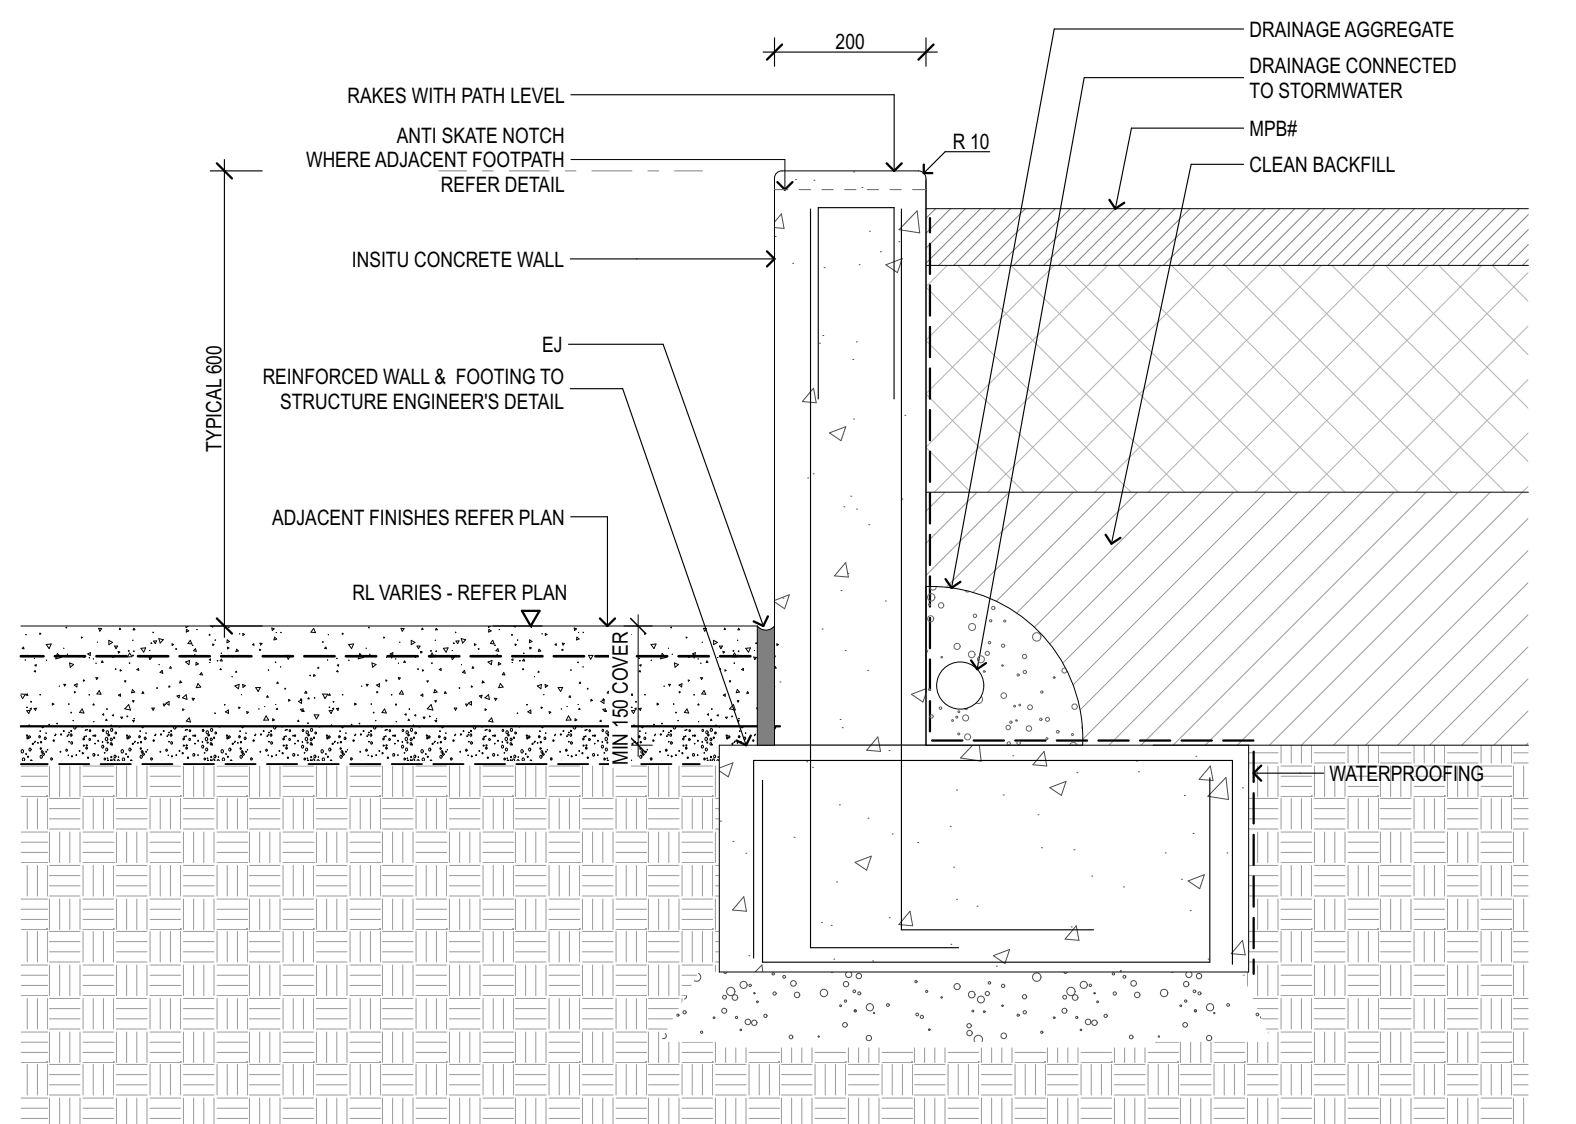 200
DRAINAGE AGGREGATE
DRAINAGE CONNECTED
TO STORMWATER
MPB#
CLEAN BACKFILL
RAKES WITH PATH LEVEL
ANTI SKATE NOTCH
WHERE ADJACENT FOOTPATH
REFER DETAIL
R 10
INSITU CONCRETE WALL
EJ
REINFORCED WALL & FOOTING TO
STRUCTURE ENGINEER'S DETAIL
TYPICAL 600
ADJACENT FINISHES REFER PLAN
RL VARIES - REFER PLAN
MIN 150 COVER
WATERPROOFING